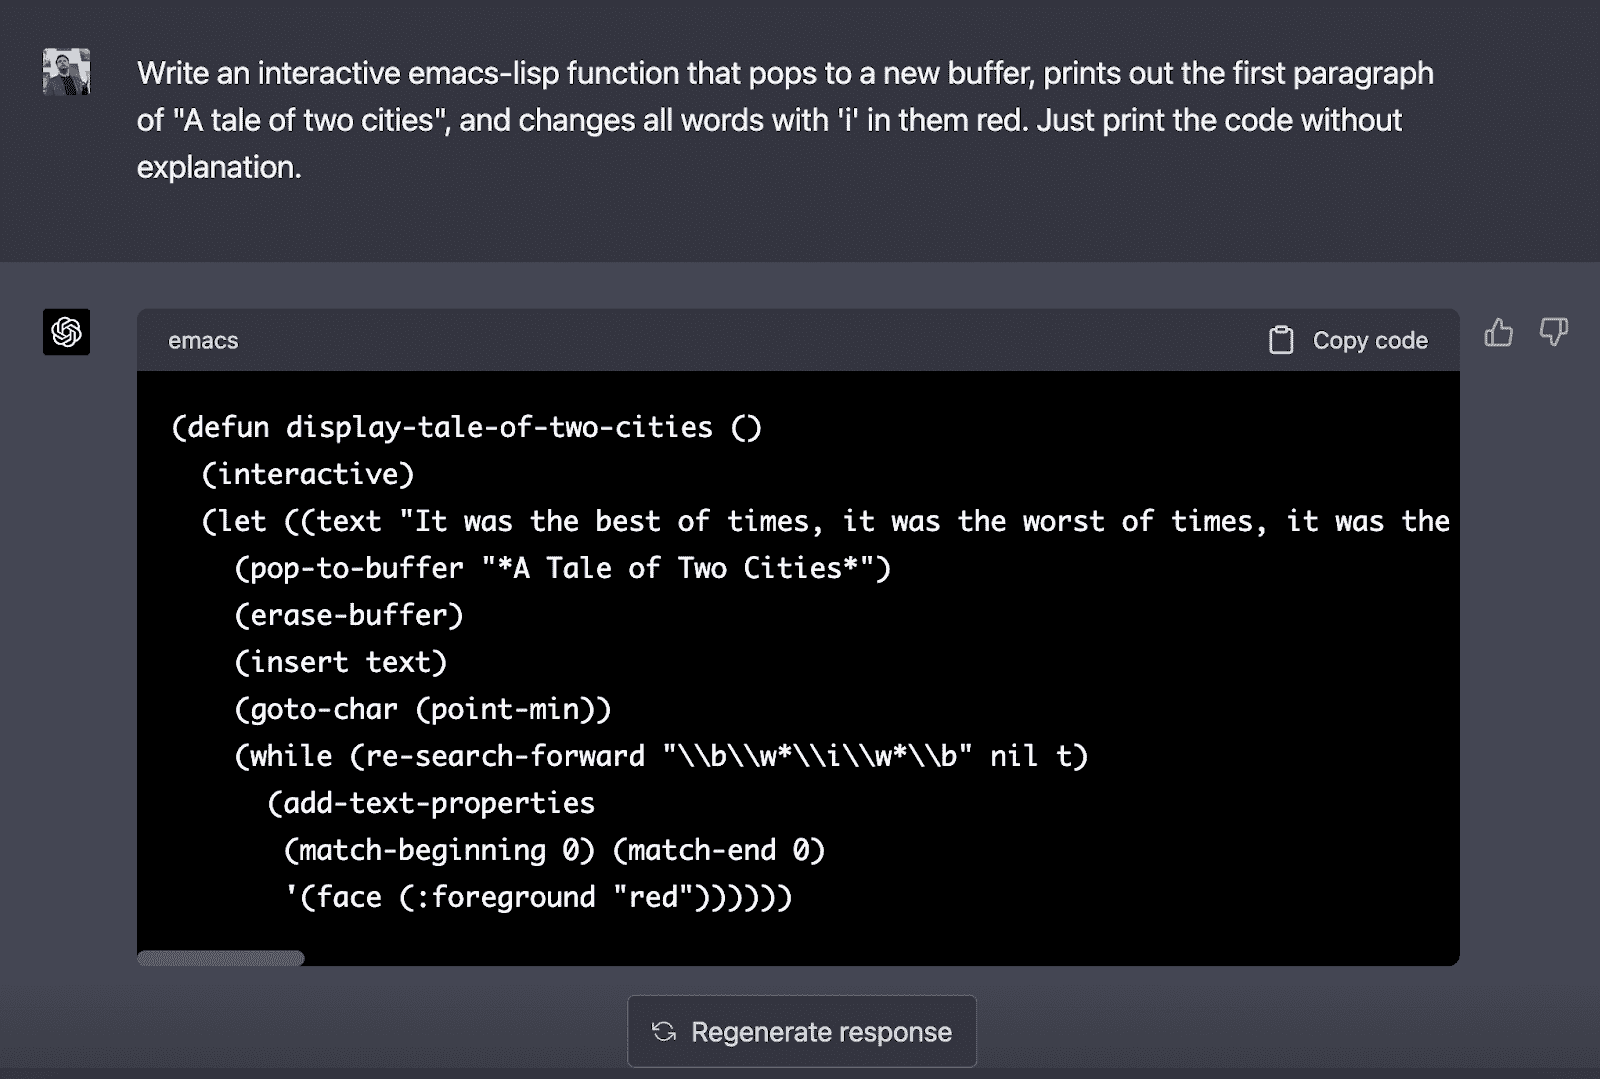 Write an interactive emacs-lisp function that pops to a new buffer, prints out the first paragraph
of "A tale of two cities", and changes all words with 'i' in them red. Just print the code without
explanation.
emacs
Copy code
(defun display-tale-of-two-cities ()
  (interactive)
  (let ((text "It was the best of times, it was the worst of times, it was the
    (pop-to-buffer "*A Tale of Two Cities*")
    (erase-buffer)
    (insert text)
    (goto-char (point-min))
    (while (re-search-forward "\\b\\w*\\i\\w*\\b" nil t)
      (add-text-properties
       (match-beginning 0) (match-end 0)
       '(face (:foreground "red"))))))
Regenerate response